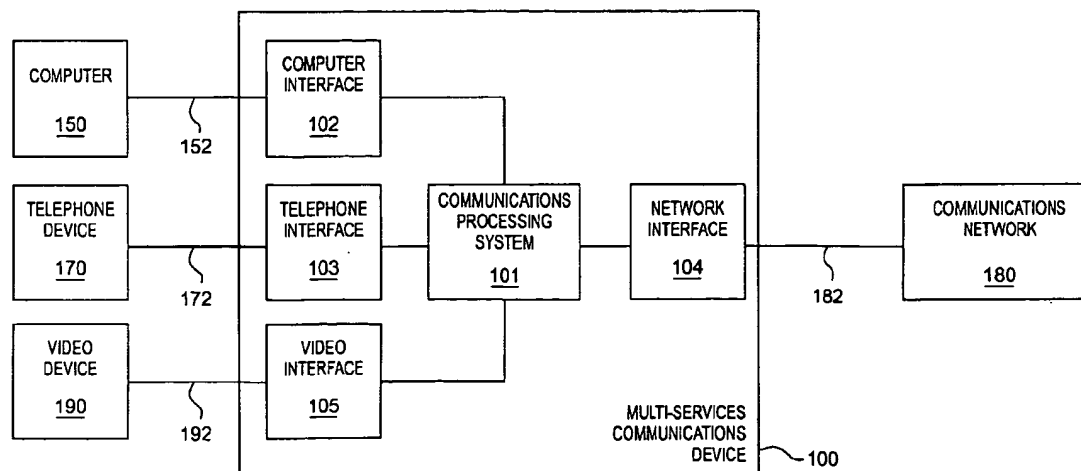 COMPUTER
150
152
COMPUTER
INTERFACE
102
TELEPHONE
DEVICE
170
172
TELEPHONE
INTERFACE
103
COMMUNICATIONS
PROCESSING
SYSTEM
101
NETWORK
INTERFACE
104
182
COMMUNICATIONS
NETWORK
180
VIDEO
DEVICE
190
192
VIDEO
INTERFACE
105
MULTI-SERVICES
COMMUNICATIONS
DEVICE
100